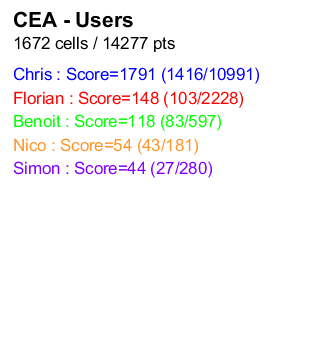 CEA - Users
1672 cells / 14277 pts
Chris : Score=1791 (1416/10991)
Florian : Score=148 (103/2228)
Benoit : Score=118 (83/597)
Nico : Score=54 (43/181)
Simon : Score=44 (27/280)